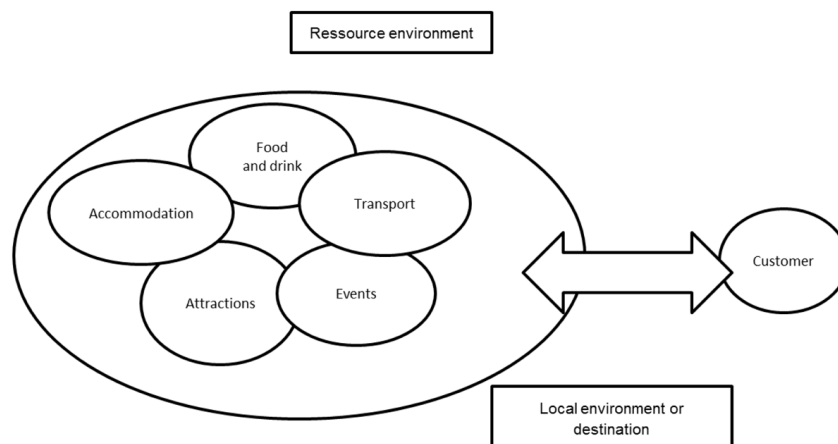 Ressource environment
Food
and drink
Accommodation
Transport
Attractions
Events
Customer
Local environment or
destination